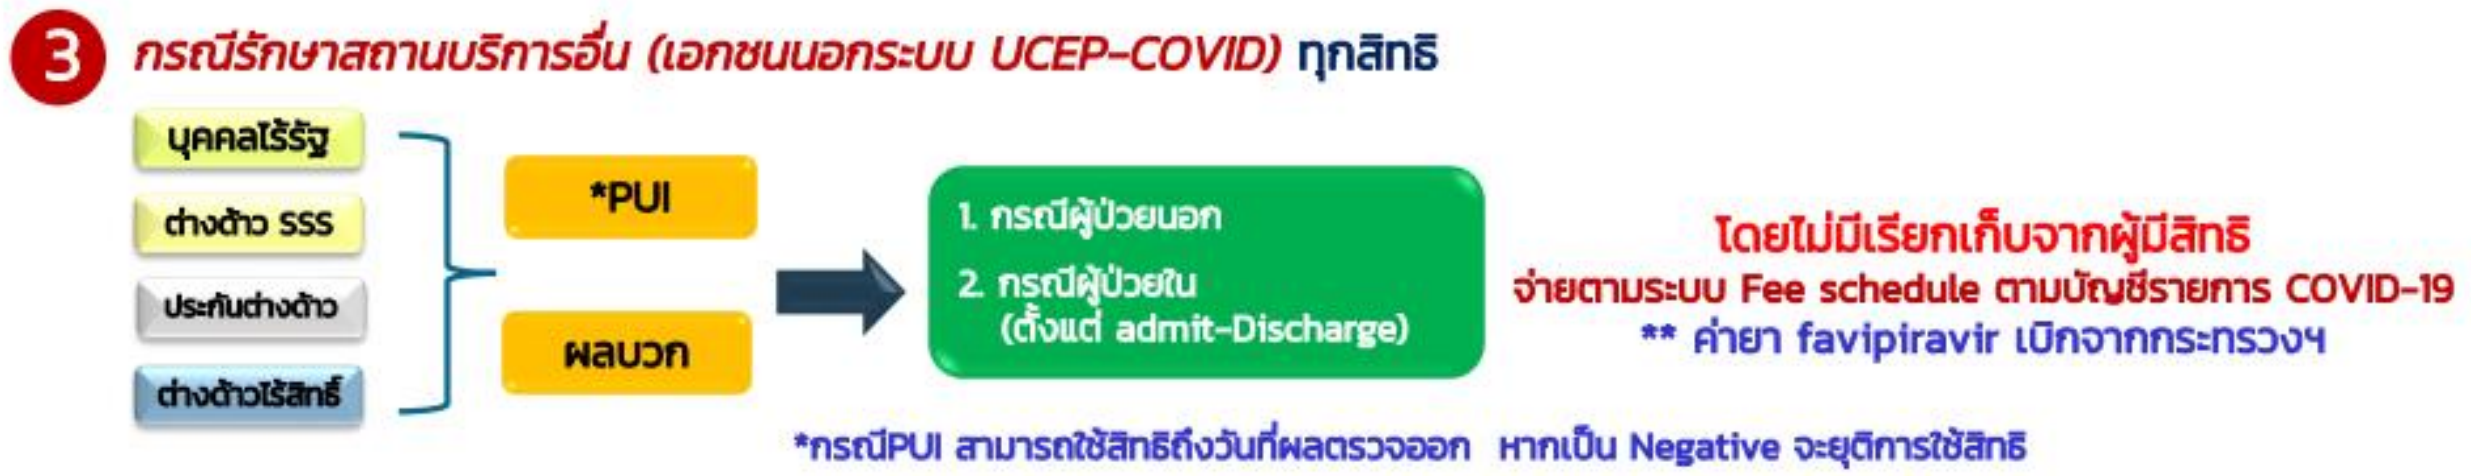 3 กรณีรักษาสถานบริการอื่น (เอกชนนอกระบบ UCEP-COVID) ทุกสิทธิ
บุคคลไร้รัฐ
ต่างด้าว SSS
ประกันต่างด้าว
ต่างด้าวไร้สิทธิ์
*PUI
ผลบวก
1. กรณีผู้ป่วยนอก
2. กรณีผู้ป่วยใน
(ตั้งแต่ admit-Discharge)
โดยไม่มีเรียกเก็บจากผู้มีสิทธิ
จ่ายตามระบบ Fee schedule ตามบัญชีรายการ COVID-19
** ค่ายา favipiravir เบิกจากกระทรวงฯ
*กรณีPUI สามารถใช้สิทธิถึงวันที่ผลตรวจออก หากเป็น Negative จะยุติการใช้สิทธิ